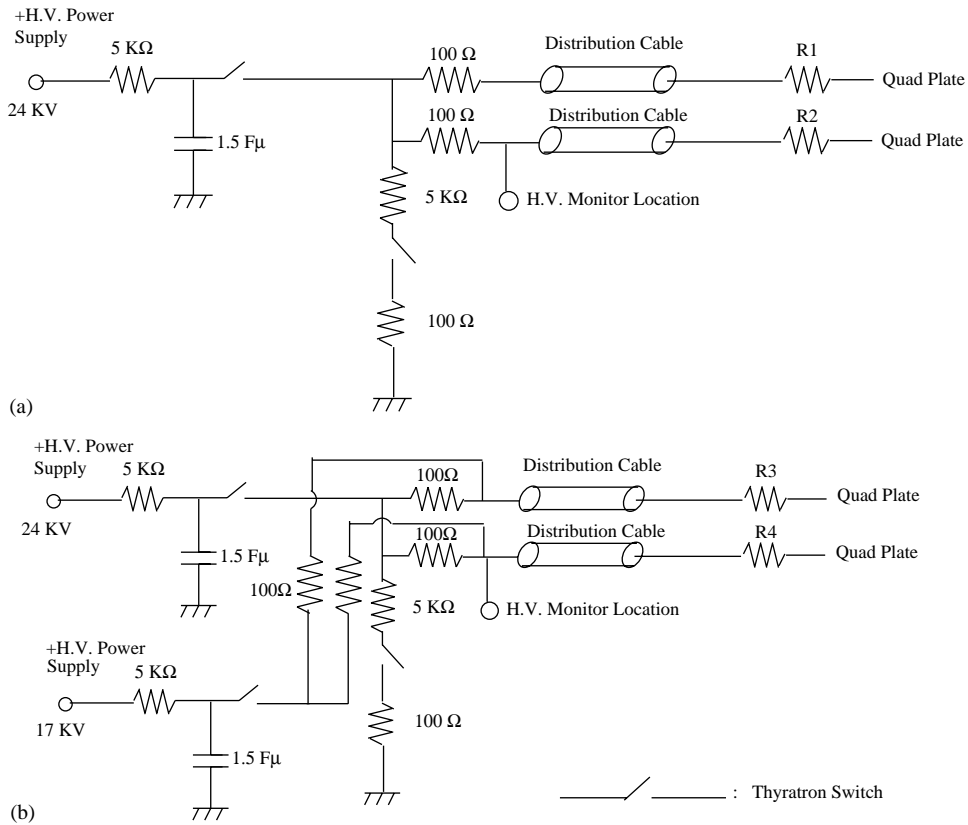 +H.V. Power
Supply
5 KΩ
24 KV
1.5 Fμ
100 Ω
Distribution Cable
R1
Quad Plate
100 Ω
Distribution Cable
R2
Quad Plate
H.V. Monitor Location
5 KΩ
100 Ω
(a)
+H.V. Power
Supply
5 KΩ
24 KV
1.5 Fμ
100Ω
Distribution Cable
R3
Quad Plate
100Ω
Distribution Cable
R4
Quad Plate
100Ω
5 KΩ
H.V. Monitor Location
+H.V. Power
Supply
5 KΩ
17 KV
1.5 Fμ
100 Ω
(b)
: Thyratron Switch